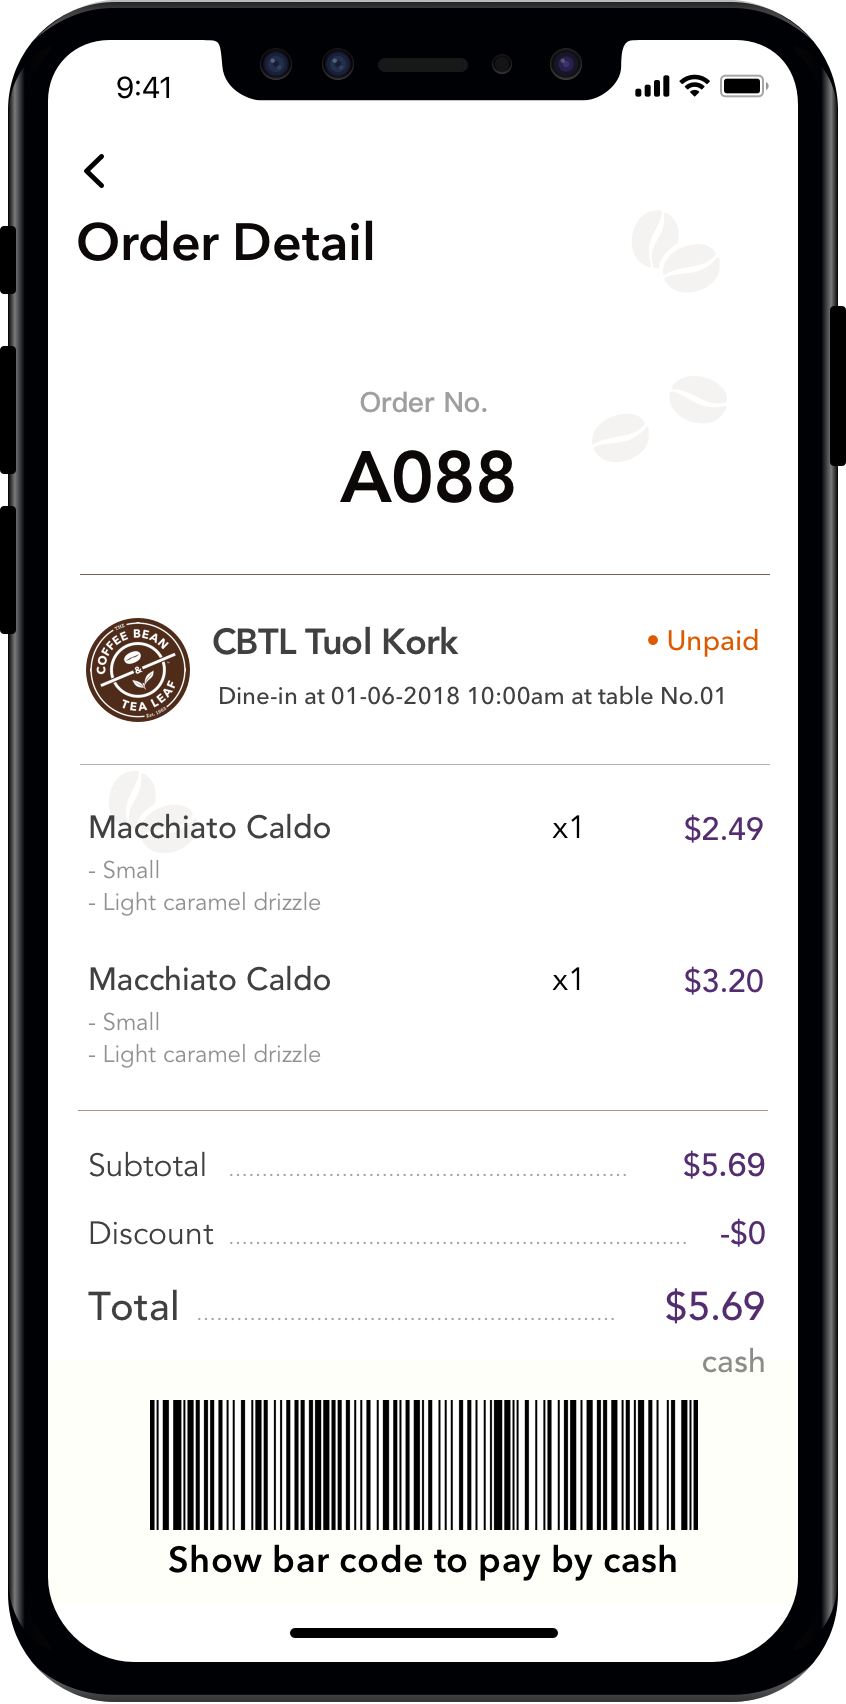 9:41
Order Detail
Order No.
A088
THE
COFFEE BEAN
&
TEA LEAF
Est. 1963
CBTL Tuol Kork
• Unpaid
Dine-in at 01-06-2018 10:00am at table No.01
Macchiato Caldo x1 $2.49
- Small
- Light caramel drizzle
Macchiato Caldo x1 $3.20
- Small
- Light caramel drizzle
Subtotal $5.69
Discount -$0
Total $5.69
cash
Show bar code to pay by cash